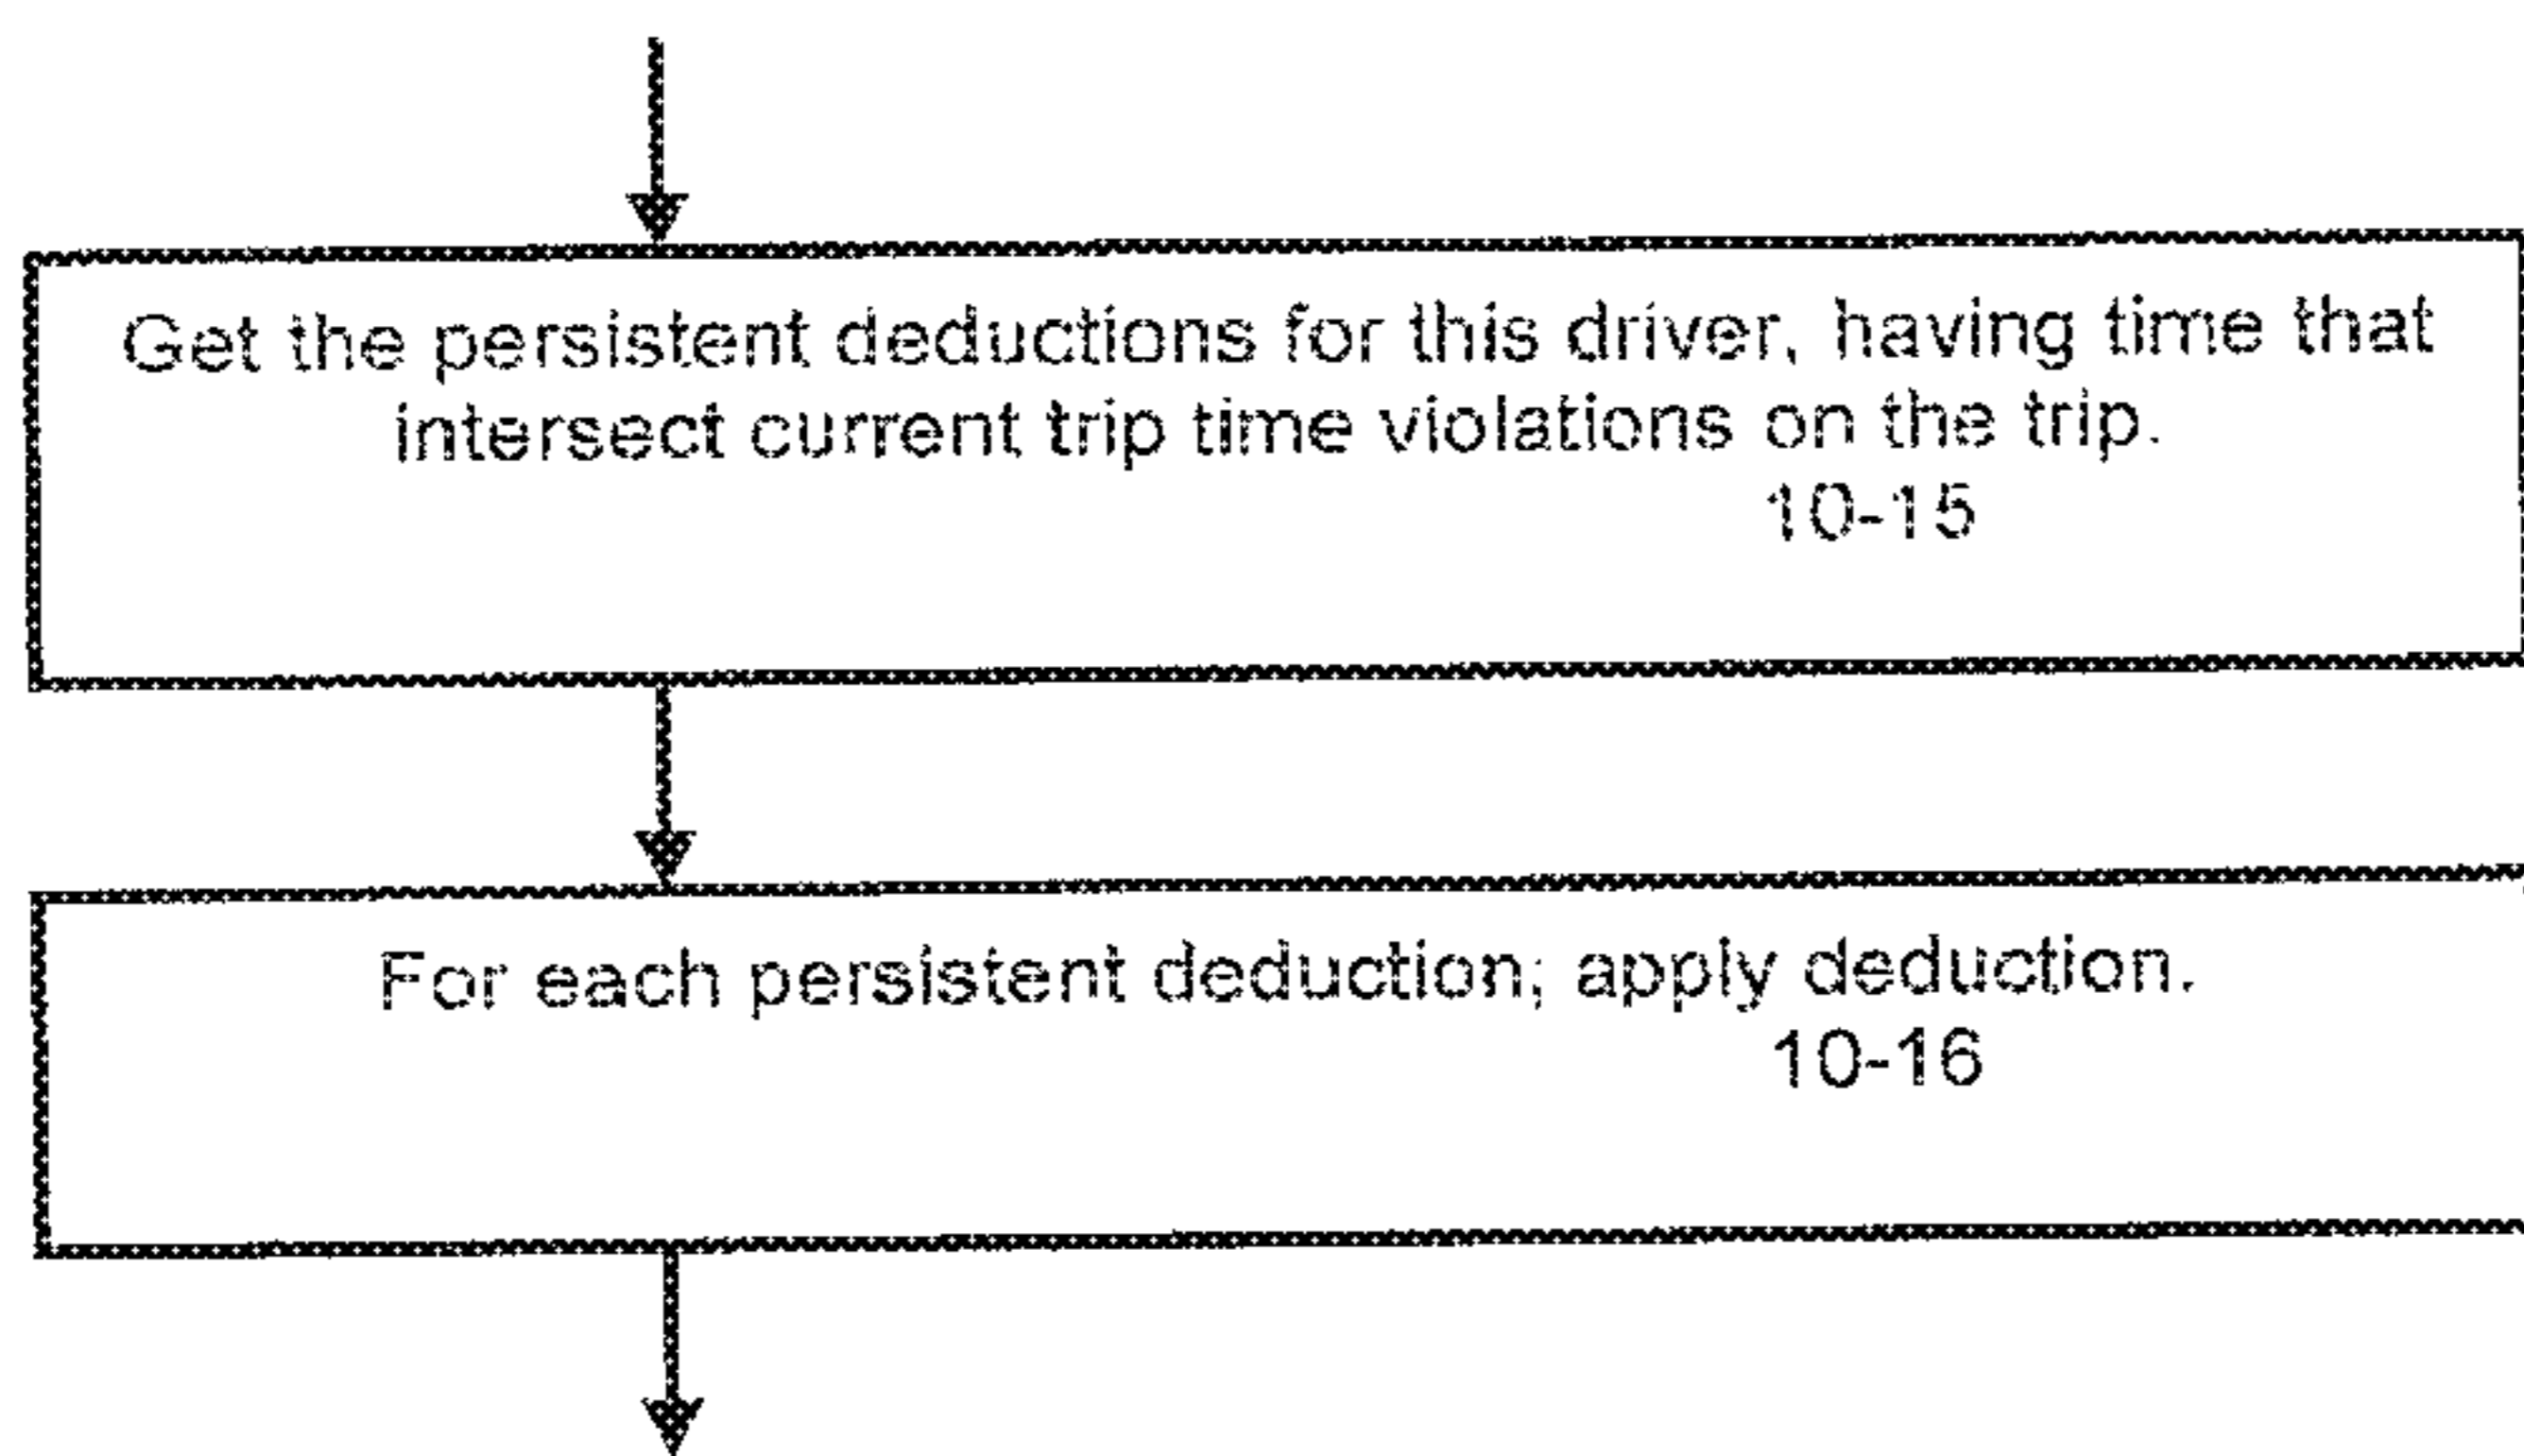 Get the persistent deductions for this driver, having time that
intersect current trip time violations on the trip.
10-15
For each persistent deduction; apply deduction.
10-16